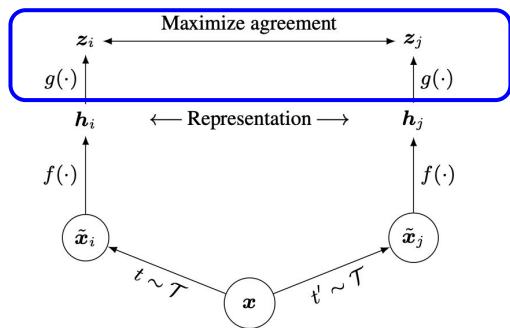 Maximize agreement
z_i z_j
g(·) g(·)
h_i ⟵ Representation ⟶ h_j
f(·) f(·)
x̃_i x̃_j
t ∼ 𝒯 t' ∼ 𝒯
x